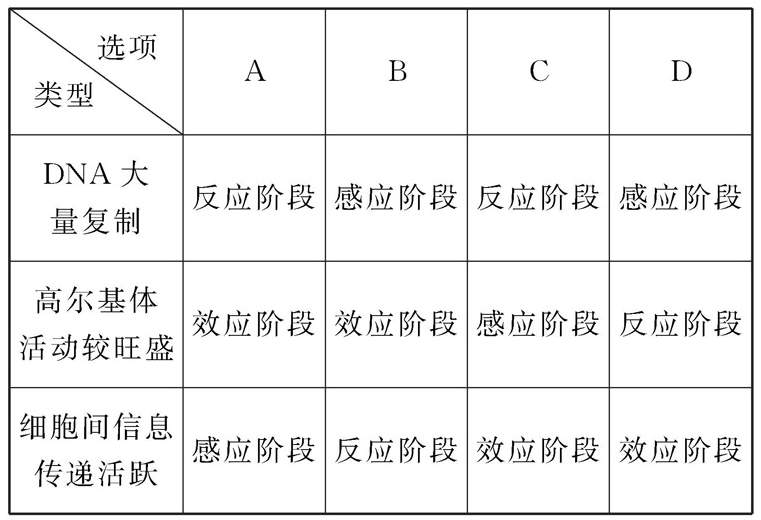 选项
类型
A
B
C
D
DNA 大
量复制
反应阶段
感应阶段
反应阶段
感应阶段
高尔基体
活动较旺盛
效应阶段
效应阶段
感应阶段
反应阶段
细胞间信息
传递活跃
感应阶段
反应阶段
效应阶段
效应阶段